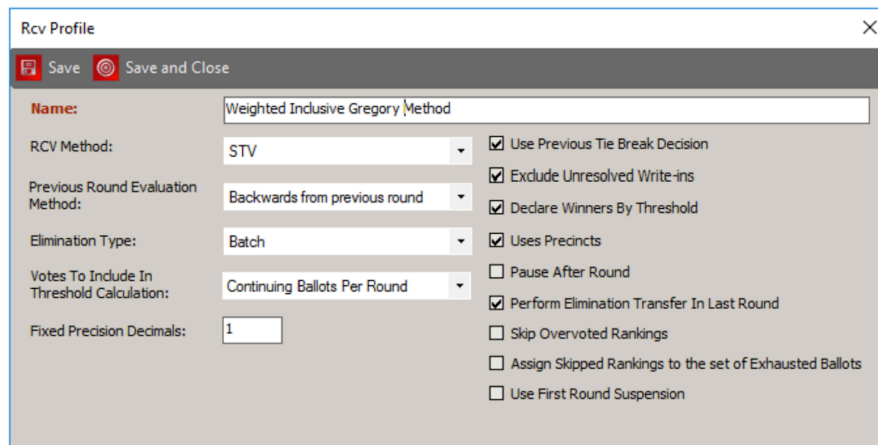 Rcv Profile
Save Save and Close
Name: Weighted Inclusive Gregory Method
RCV Method: STV
Previous Round Evaluation
Method: Backwards from previous round
Elimination Type: Batch
Votes To Include In
Threshold Calculation: Continuing Ballots Per Round
Fixed Precision Decimals: 1
Use Previous Tie Break Decision
Exclude Unresolved Write-ins
Declare Winners By Threshold
Uses Precincts
Pause After Round
Perform Elimination Transfer In Last Round
Skip Overvoted Rankings
Assign Skipped Rankings to the set of Exhausted Ballots
Use First Round Suspension